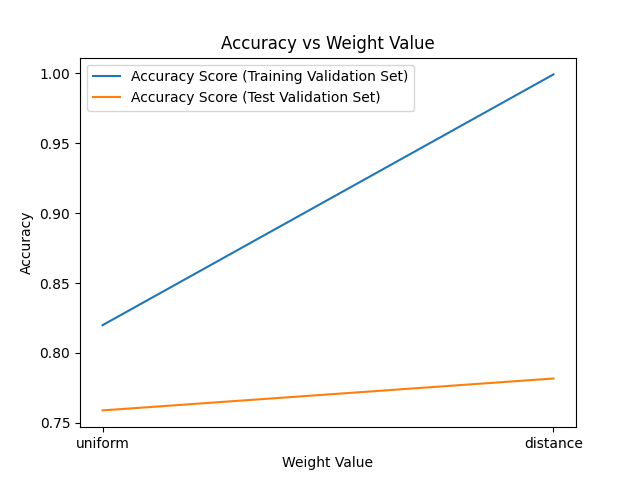 Accuracy vs Weight Value
Accuracy Score (Training Validation Set)
Accuracy Score (Test Validation Set)
1.00
0.95
0.90
0.85
0.80
0.75
Accuracy
uniform
distance
Weight Value